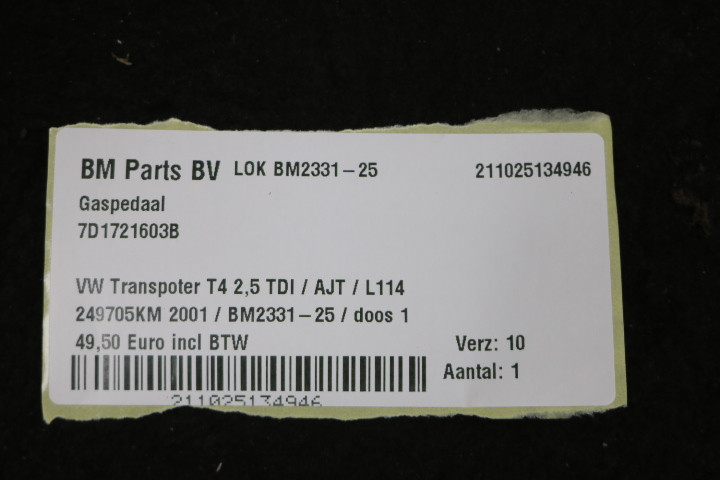 BM Parts BV LOK BM2331-25 211025134946
Gaspedaal
7D1721603B
VW Transpoter T4 2,5 TDI / AJT / L114
249705KM 2001 / BM2331-25 / doos 1
49,50 Euro incl BTW Verz: 10
Aantal: 1
211025134946